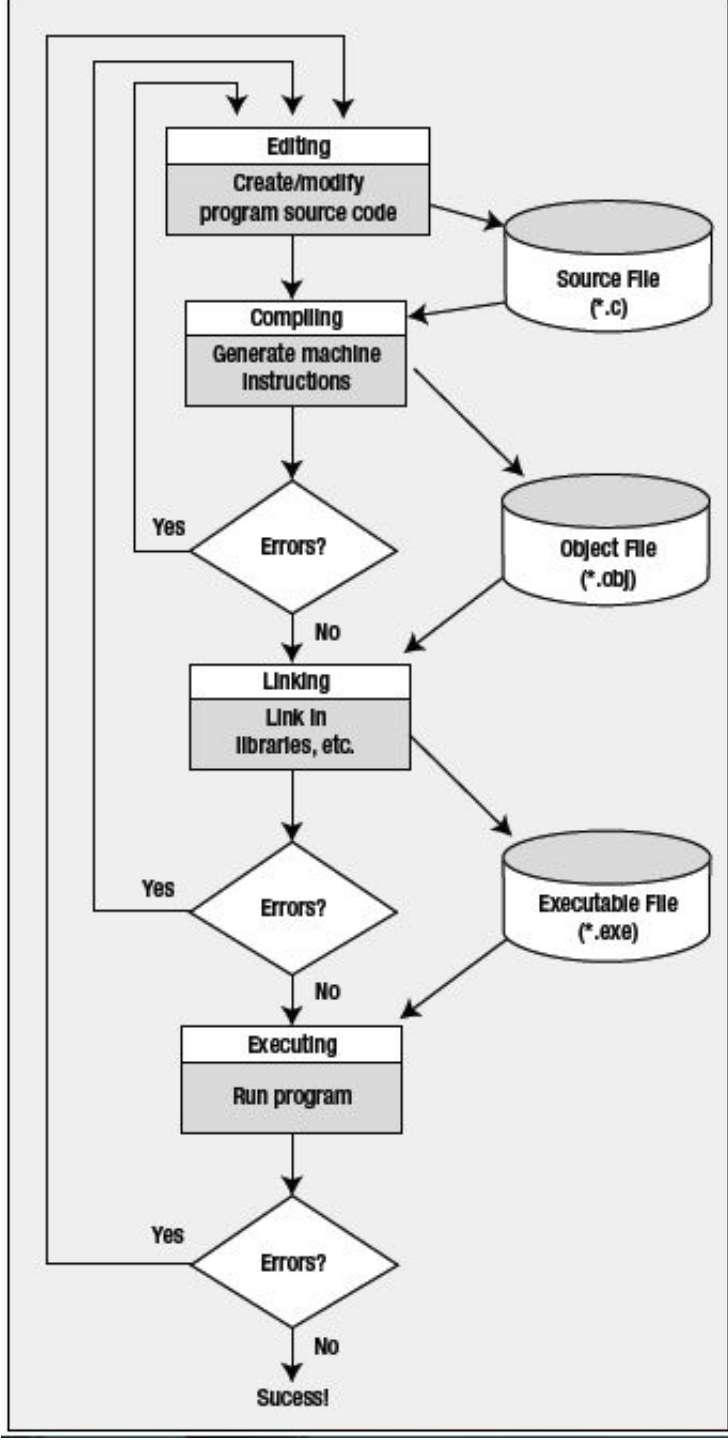 Editing
Create/modify
program source code
Source File
(*.c)
Compiling
Generate machine
instructions
Object File
(*.obj)
Yes
Errors?
No
Linking
Link in
libraries, etc.
Executable File
(*.exe)
Yes
Errors?
No
Executing
Run program
Yes
Errors?
No
Sucess!